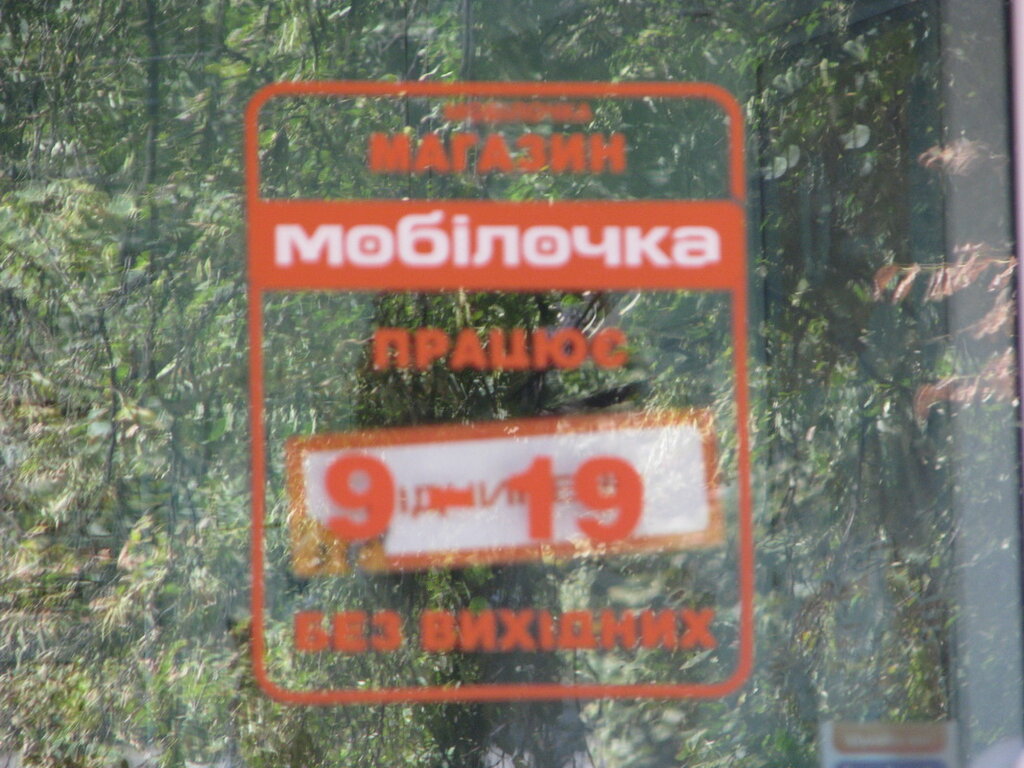 МАГАЗИН
мобілочка
ПРАЦЮЄ
9-19
БЕЗ ВИХІДНИХ